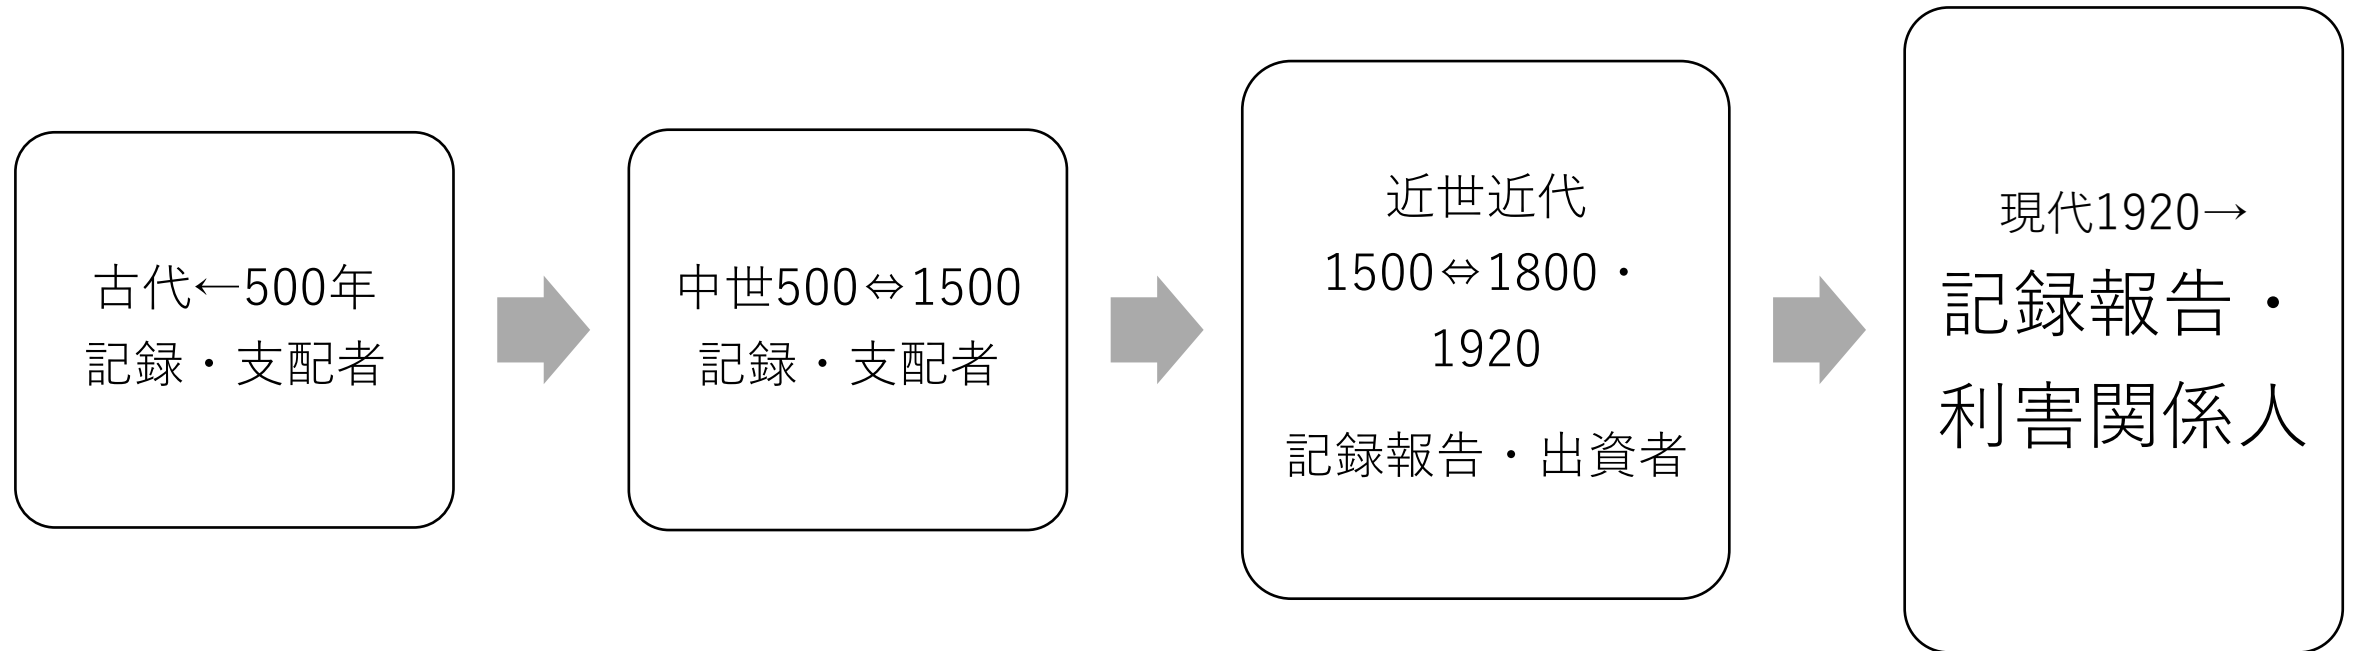 古代←500年
記録・支配者
中世500⇔1500
記録・支配者
近世近代
1500⇔1800・
1920
記録報告・出資者
現代1920→
記録報告・
利害関係人